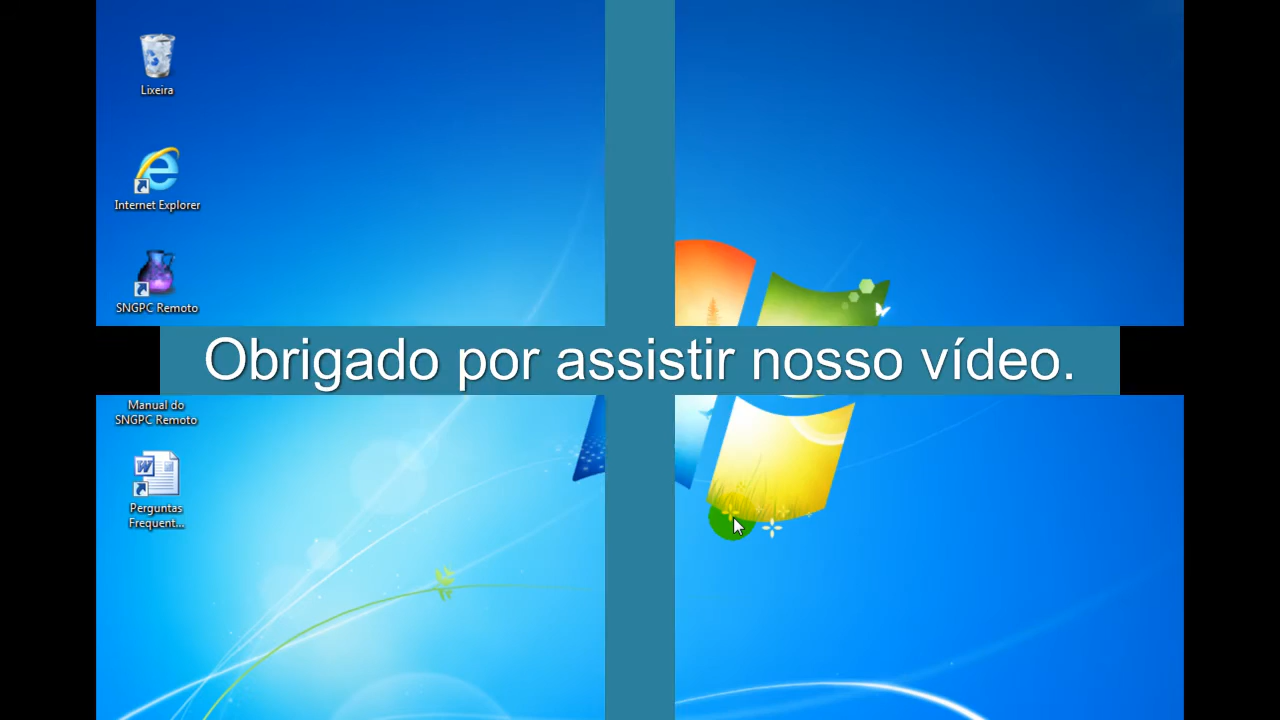 Lixeira
Internet Explorer
SNGPC Remoto
Obrigado por assistir nosso vídeo.
Manual do
SNGPC Remoto
Perguntas
Frequent...